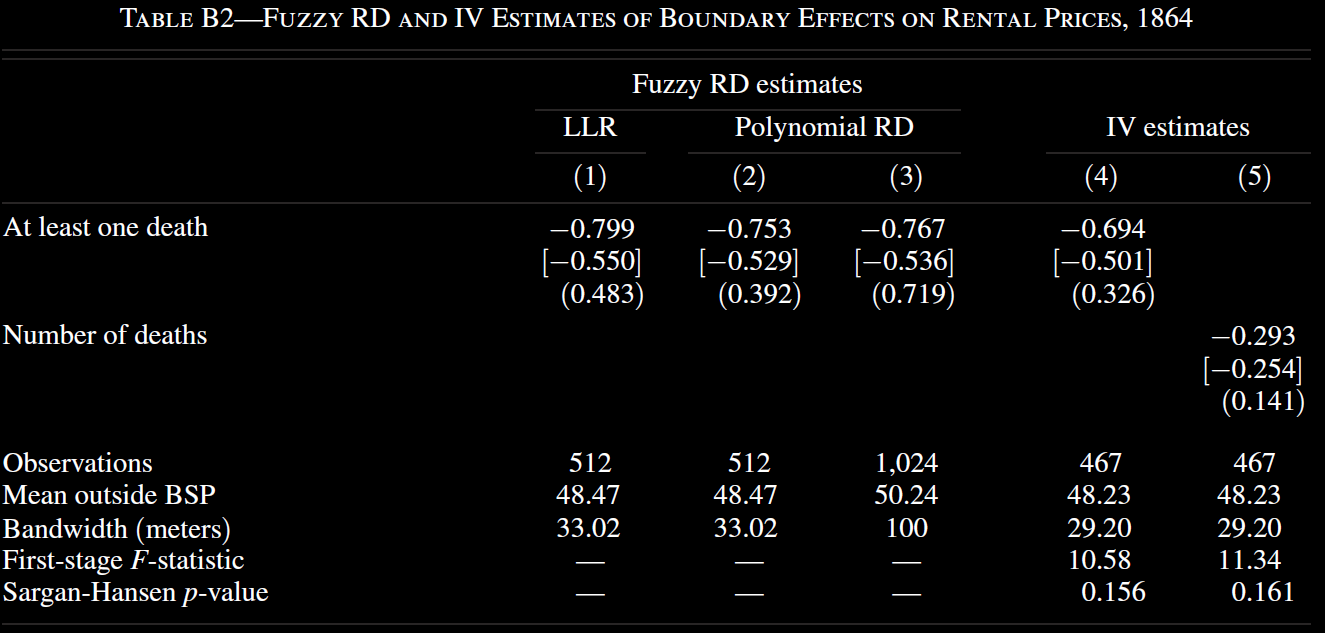 TABLE B2—FUZZY RD AND IV ESTIMATES OF BOUNDARY EFFECTS ON RENTAL PRICES, 1864
Fuzzy RD estimates
LLR Polynomial RD IV estimates
(1) (2) (3) (4) (5)
At least one death −0.799 −0.753 −0.767 −0.694
[−0.550] [−0.529] [−0.536] [−0.501]
(0.483) (0.392) (0.719) (0.326)
Number of deaths −0.293
[−0.254]
(0.141)
Observations 512 512 1,024 467 467
Mean outside BSP 48.47 48.47 50.24 48.23 48.23
Bandwidth (meters) 33.02 33.02 100 29.20 29.20
First-stage F-statistic — — — 10.58 11.34
Sargan-Hansen p-value — — — 0.156 0.161